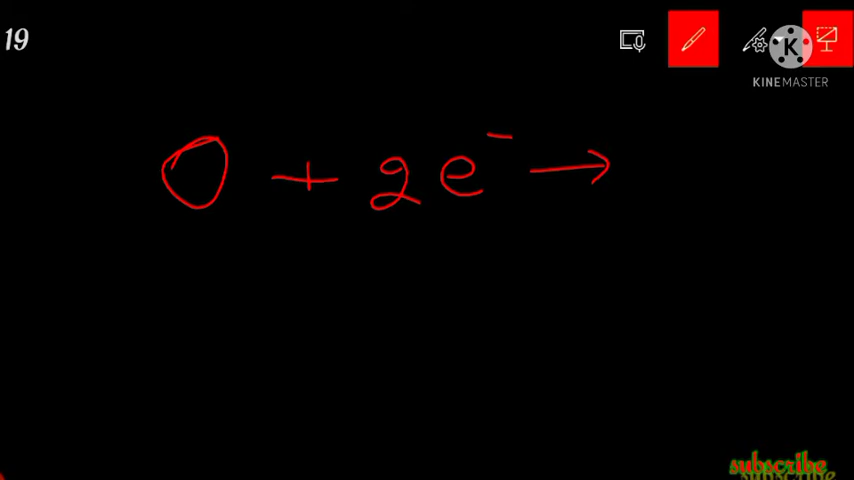 19
KINEMASTER
O + 2e⁻ →
subscribe